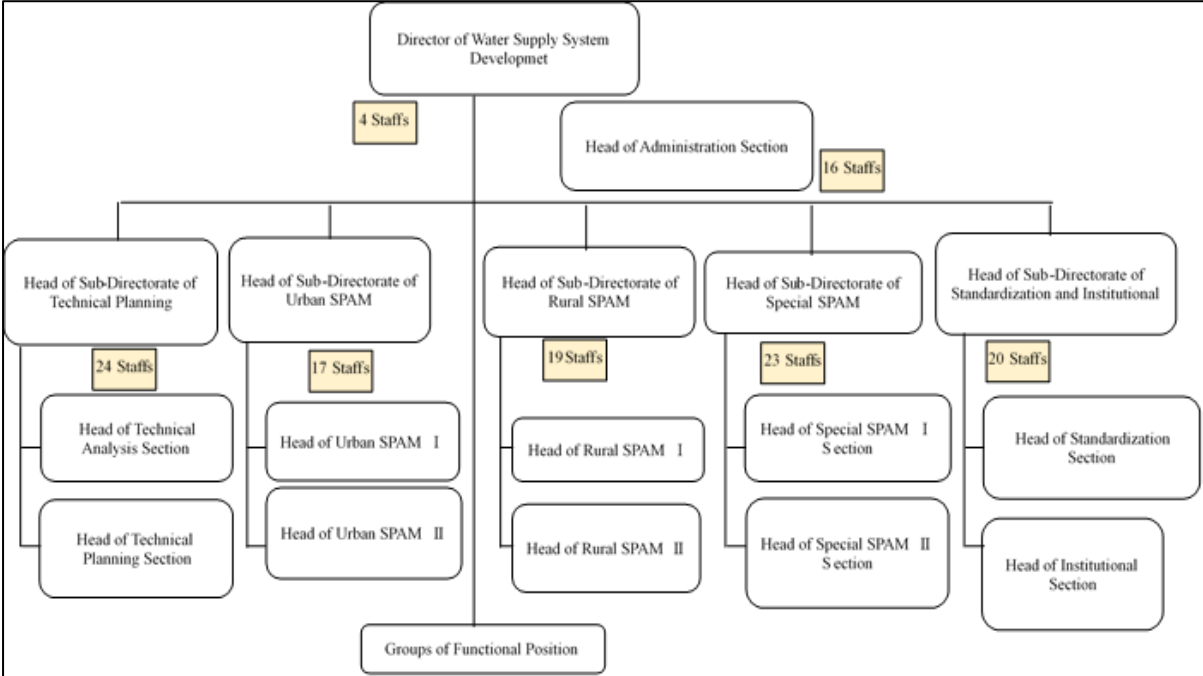 Director of Water Supply System
Developmet
4 Staffs
Head of Administration Section
16 Staffs
Head of Sub-Directorate of
Technical Planning
Head of Sub-Directorate of
Urban SPAM
Head of Sub-Directorate of
Rural SPAM
Head of Sub-Directorate of
Special SPAM
Head of Sub-Directorate of
Standardization and Institutional
24 Staffs
17 Staffs
19 Staffs
23 Staffs
20 Staffs
Head of Technical
Analysis Section
Head of Urban SPAM Ⅰ
Head of Rural SPAM Ⅰ
Head of Special SPAM Ⅰ
Section
Head of Standardization
Section
Head of Technical
Planning Section
Head of Urban SPAM Ⅱ
Head of Rural SPAM Ⅱ
Head of Special SPAM Ⅱ
Section
Head of Institutional
Section
Groups of Functional Position